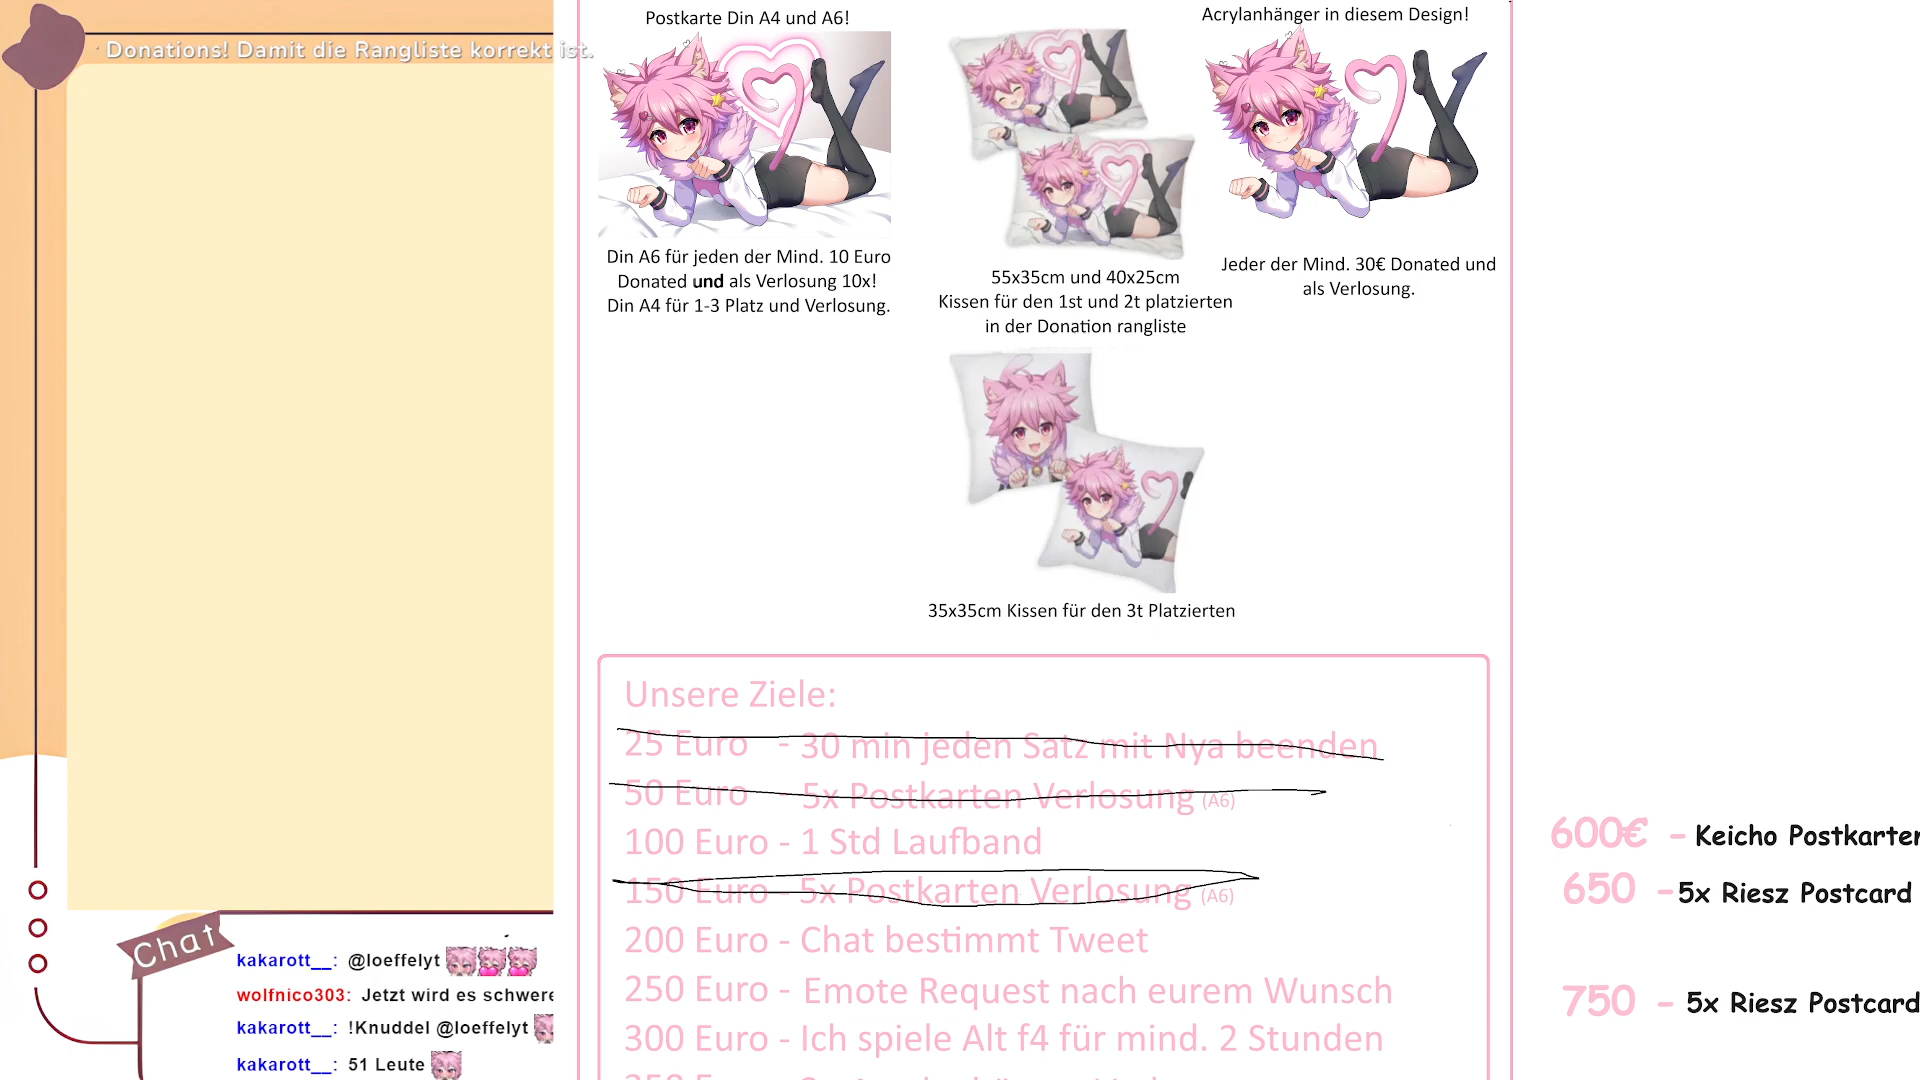 Donations! Damit die Rangliste korrekt ist.
Postkarte Din A4 und A6!
Din A6 für jeden der Mind. 10 Euro
Donated und als Verlosung 10x!
Din A4 für 1-3 Platz und Verlosung.
55x35cm und 40x25cm
Kissen für den 1st und 2t platzierten
in der Donation rangliste
Acrylanhänger in diesem Design!
Jeder der Mind. 30€ Donated und
als Verlosung.
35x35cm Kissen für den 3t Platzierten
Unsere Ziele:
25 Euro - 30 min jeden Satz mit Nya beenden
50 Euro 5x Postkarten Verlosung (A6)
100 Euro - 1 Std Laufband
150 Euro - 5x Postkarten Verlosung (A6)
200 Euro - Chat bestimmt Tweet
250 Euro - Emote Request nach eurem Wunsch
300 Euro - Ich spiele Alt f4 für mind. 2 Stunden
600€ - Keicho Postkarten
650 - 5x Riesz Postcard
750 - 5x Riesz Postcard
Chat
kakarott__: @loeffelyt
wolfnico303: Jetzt wird es schwere
kakarott__: !Knuddel @loeffelyt
kakarott__: 51 Leute